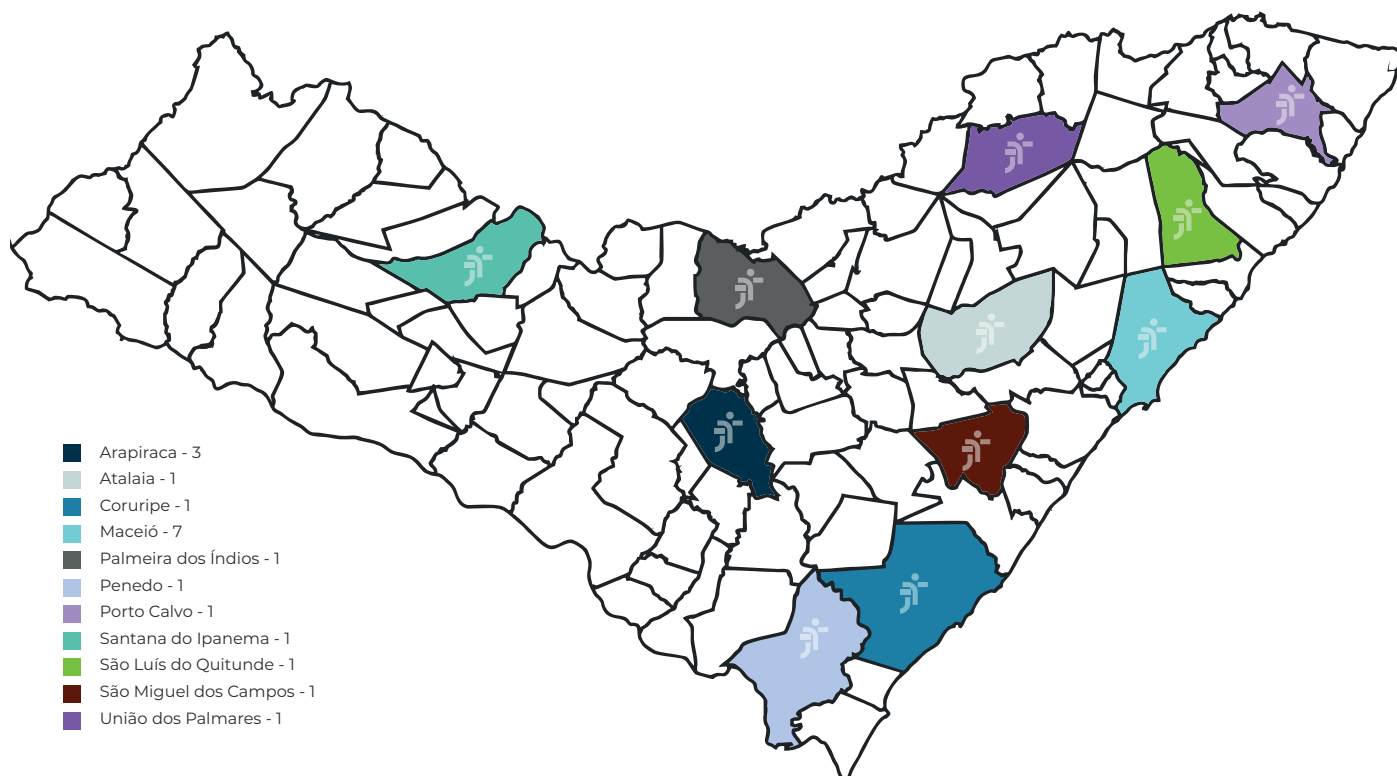 Arapiraca - 3
Atalaia - 1
Coruripe - 1
Maceió - 7
Palmeira dos Índios - 1
Penedo - 1
Porto Calvo - 1
Santana do Ipanema - 1
São Luís do Quitunde - 1
São Miguel dos Campos - 1
União dos Palmares - 1